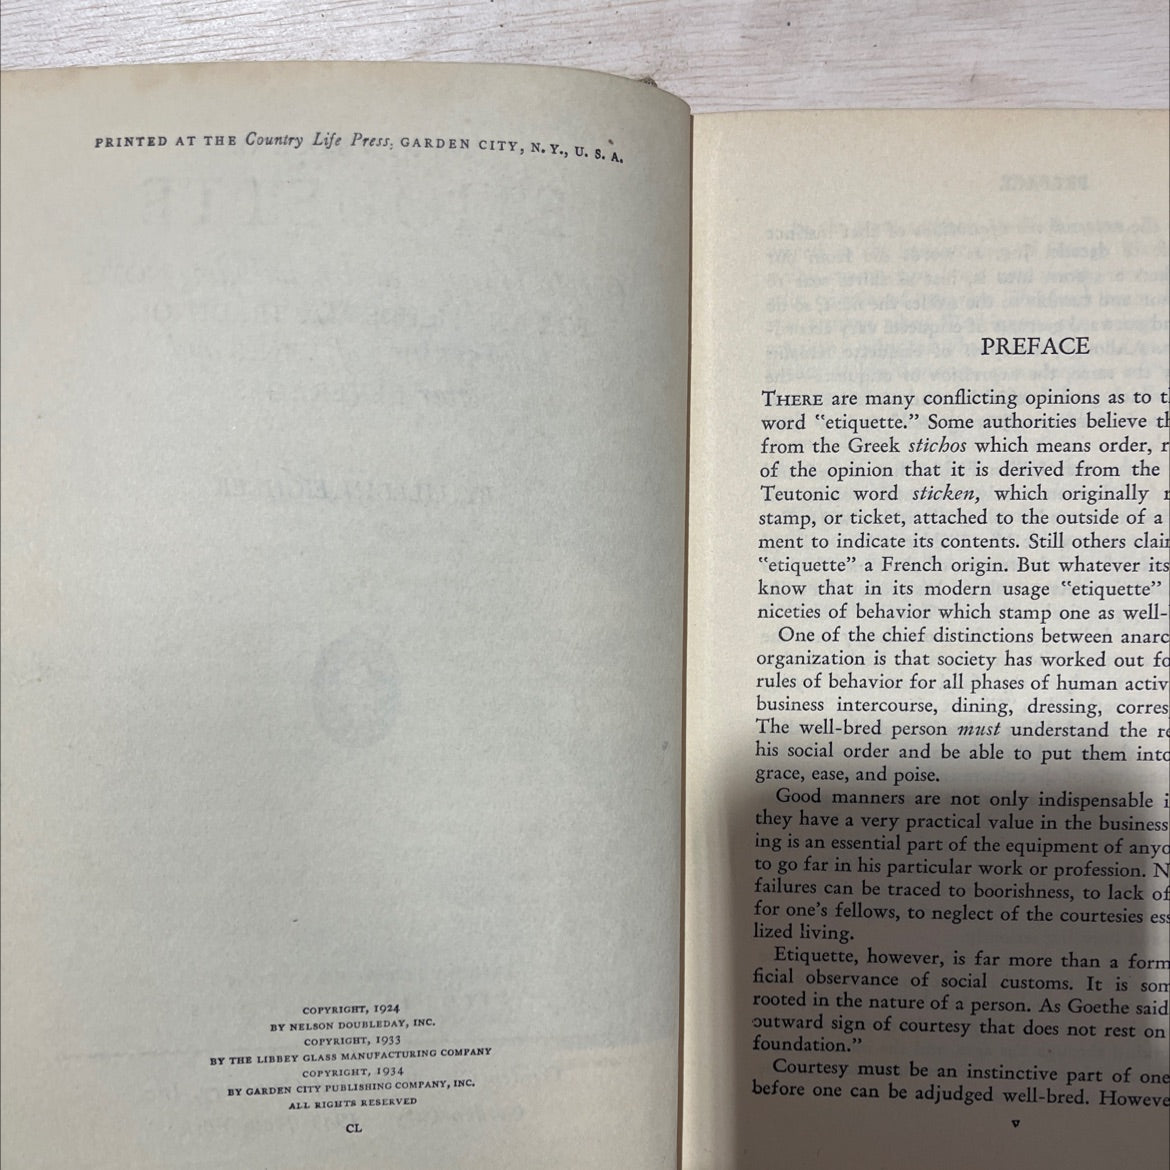 PRINTED AT THE Country Life Press, GARDEN CITY, N. Y., U. S. A.
COPYRIGHT, 1924
BY NELSON DOUBLEDAY, INC.
COPYRIGHT, 1933
BY THE LIBBEY GLASS MANUFACTURING COMPANY
COPYRIGHT, 1934
BY GARDEN CITY PUBLISHING COMPANY, INC.
ALL RIGHTS RESERVED
CL
PREFACE
THERE are many conflicting opinions as to
word "etiquette." Some authorities believe
from the Greek stichos which means order,
of the opinion that it is derived from the
Teutonic word sticken, which originally
stamp, or ticket, attached to the outside of a
ment to indicate its contents. Still others
"etiquette" a French origin. But whatever its
know that in its modern usage "etiquette"
niceties of behavior which stamp one as well-
One of the chief distinctions between
organization is that society has worked out
rules of behavior for all phases of human
business intercourse, dining, dressing,
The well-bred person must understand the
his social order and be able to put them
grace, ease, and poise.
Good manners are not only indispensable
they have a very practical value in the business
ing is an essential part of the equipment of
to go far in his particular work or profession.
failures can be traced to boorishness, to lack of
for one's fellows, to neglect of the courtesies
lized living.
Etiquette, however, is far more than a
ficial observance of social customs. It is
rooted in the nature of a person. As Goethe said
outward sign of courtesy that does not rest on
foundation."
Courtesy must be an instinctive part of one
before one can be adjudged well-bred.
v